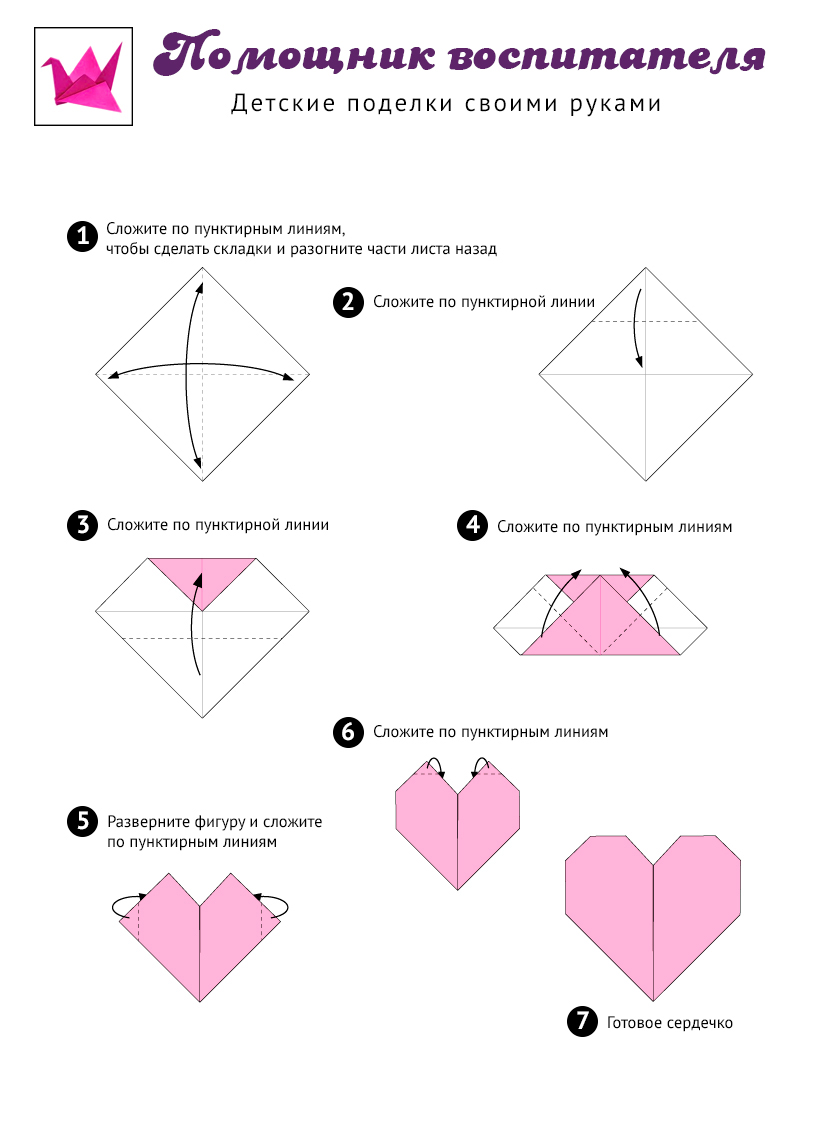 Помощник воспитателя
Детские поделки своими руками
1 Сложите по пунктирным линиям,
чтобы сделать складки и разогните части листа назад
2 Сложите по пунктирной линии
3 Сложите по пунктирной линии
4 Сложите по пунктирным линиям
5 Разверните фигуру и сложите
по пунктирным линиям
6 Сложите по пунктирным линиям
7 Готовое сердечко